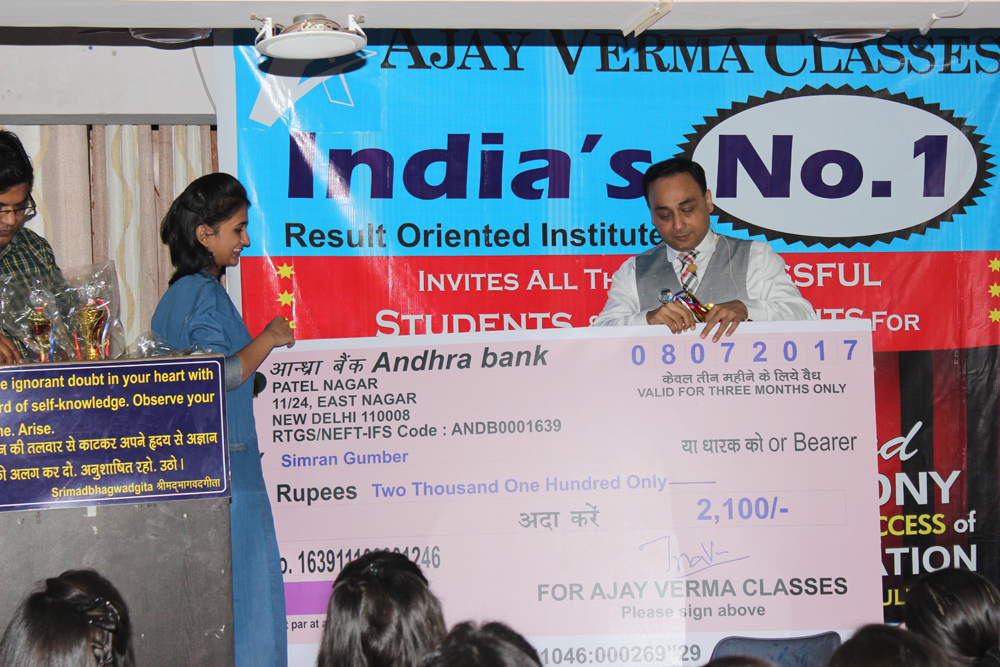 AJAY VERMA CLASSES
India's No.1
Result Oriented Institute
INVITES ALL
SSFUL
STUDENTS
FOR
आन्ध्रा बैंक Andhra bank
PATEL NAGAR
11/24, EAST NAGAR
NEW DELHI 110008
RTGS/NEFT-IFS Code : ANDB0001639
08072017
केवल तीन महीने के लिये वैध
VALID FOR THREE MONTHS ONLY
Simran Gumber
या धारक को or Bearer
Rupees Two Thousand One Hundred Only
अदा करें
2,100/-
FOR AJAY VERMA CLASSES
Please sign above
1046:000269"29
ONY
CCESS of
ATION
ignorant doubt in your heart with
of self-knowledge. Observe your
Arise.
की तलवार से काटकर अपने हृदय से अज्ञान
अलग कर दो. अनुशाषित रहो. उठो।
Srimadbhagwadgita श्रीमद्भागवदगीता